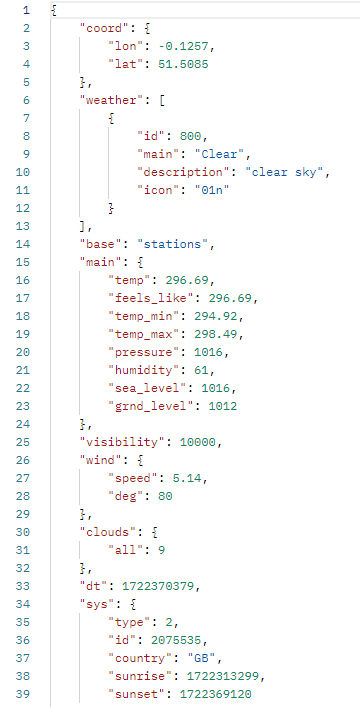 1 {
2 "coord": {
3 "lon": -0.1257,
4 "lat": 51.5085
5 },
6 "weather": [
7 {
8 "id": 800,
9 "main": "Clear",
10 "description": "clear sky",
11 "icon": "01n"
12 }
13 ],
14 "base": "stations",
15 "main": {
16 "temp": 296.69,
17 "feels_like": 296.69,
18 "temp_min": 294.92,
19 "temp_max": 298.49,
20 "pressure": 1016,
21 "humidity": 61,
22 "sea_level": 1016,
23 "grnd_level": 1012
24 },
25 "visibility": 10000,
26 "wind": {
27 "speed": 5.14,
28 "deg": 80
29 },
30 "clouds": {
31 "all": 9
32 },
33 "dt": 1722370379,
34 "sys": {
35 "type": 2,
36 "id": 2075535,
37 "country": "GB",
38 "sunrise": 1722313299,
39 "sunset": 1722369120